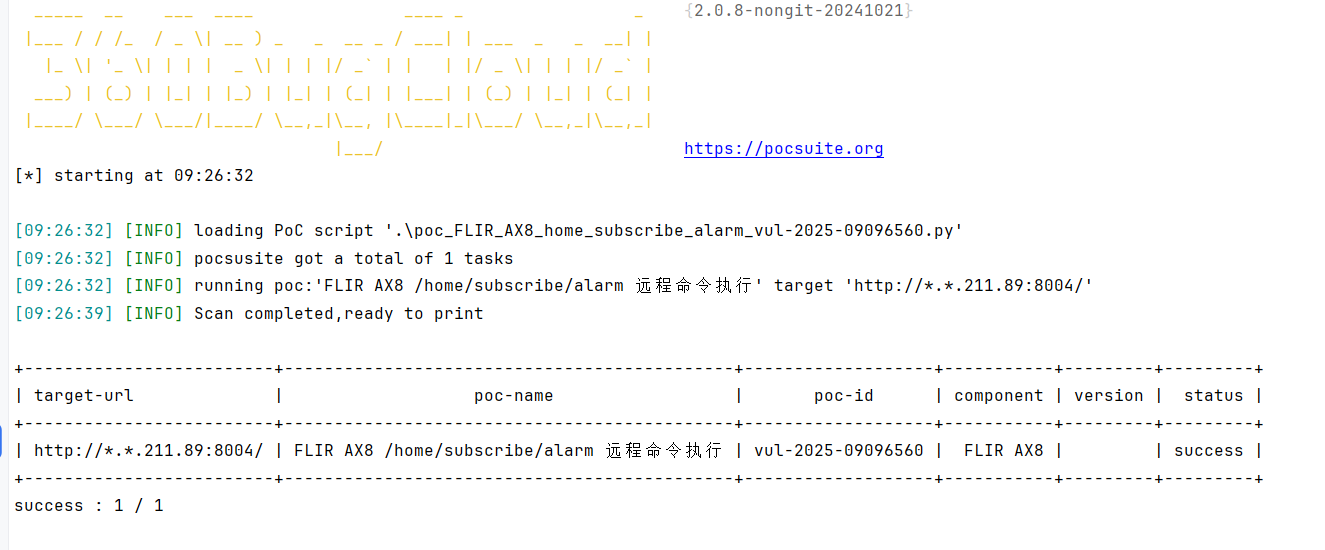 360BugCloud
{2.0.8-nongit-20241021}
https://pocsuite.org
[*] starting at 09:26:32
[09:26:32] [INFO] loading PoC script '.\poc_FLIR_AX8_home_subscribe_alarm_vul-2025-09096560.py'
[09:26:32] [INFO] pocsusite got a total of 1 tasks
[09:26:32] [INFO] running poc:'FLIR AX8 /home/subscribe/alarm 远程命令执行' target 'http://*.*.211.89:8004/'
[09:26:39] [INFO] Scan completed,ready to print
+-------------------------+---------------------------------------------+-------------------+-----------+---------+---------+
| target-url | poc-name | poc-id | component | version | status |
+-------------------------+---------------------------------------------+-------------------+-----------+---------+---------+
| http://*.*.211.89:8004/ | FLIR AX8 /home/subscribe/alarm 远程命令执行 | vul-2025-09096560 | FLIR AX8 | | success |
+-------------------------+---------------------------------------------+-------------------+-----------+---------+---------+
success : 1 / 1